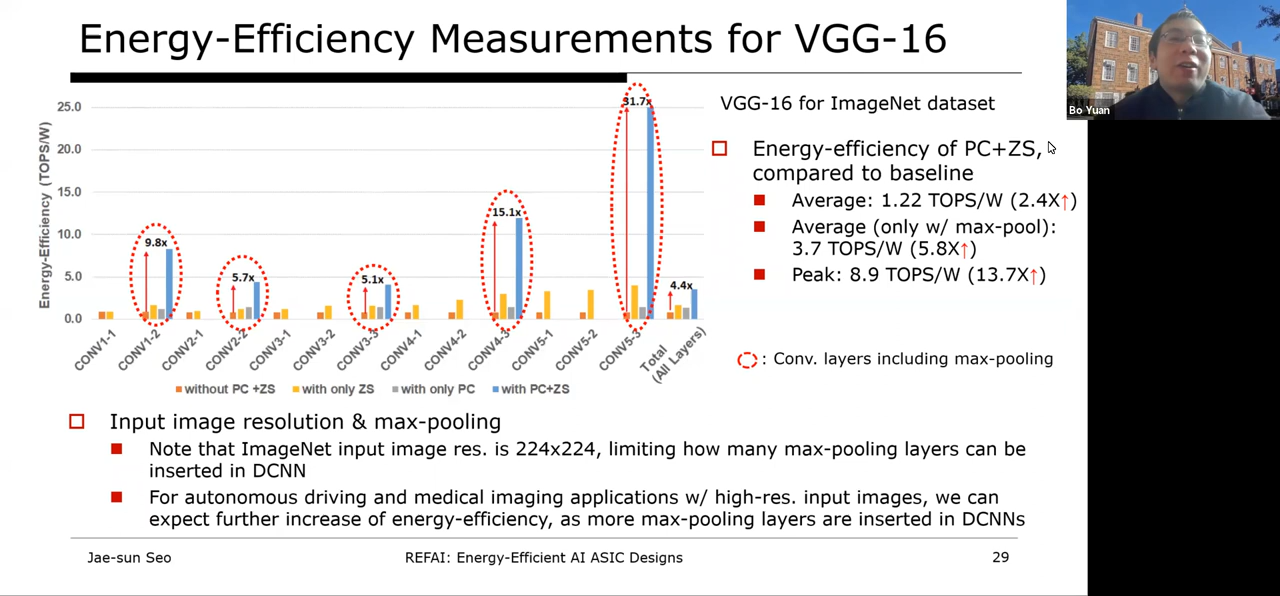 Energy-Efficiency Measurements for VGG-16
Bo Yuan
Energy-Efficiency (TOPS/W)
25.0
20.0
15.0
10.0
5.0
0.0
9.8x
5.7x
5.1x
15.1x
31.7x
4.4x
CONV1-1
CONV1-2
CONV2-1
CONV2-2
CONV3-1
CONV3-2
CONV3-3
CONV4-1
CONV4-2
CONV4-3
CONV5-1
CONV5-2
CONV5-3
Total
(All Layers)
without PC +ZS
with only ZS
with only PC
with PC+ZS
VGG-16 for ImageNet dataset
Energy-efficiency of PC+ZS,
compared to baseline
Average: 1.22 TOPS/W (2.4X↑)
Average (only w/ max-pool):
3.7 TOPS/W (5.8X↑)
Peak: 8.9 TOPS/W (13.7X↑)
: Conv. layers including max-pooling
Input image resolution & max-pooling
Note that ImageNet input image res. is 224x224, limiting how many max-pooling layers can be
inserted in DCNN
For autonomous driving and medical imaging applications w/ high-res. input images, we can
expect further increase of energy-efficiency, as more max-pooling layers are inserted in DCNNs
Jae-sun Seo
REFAI: Energy-Efficient AI ASIC Designs
29